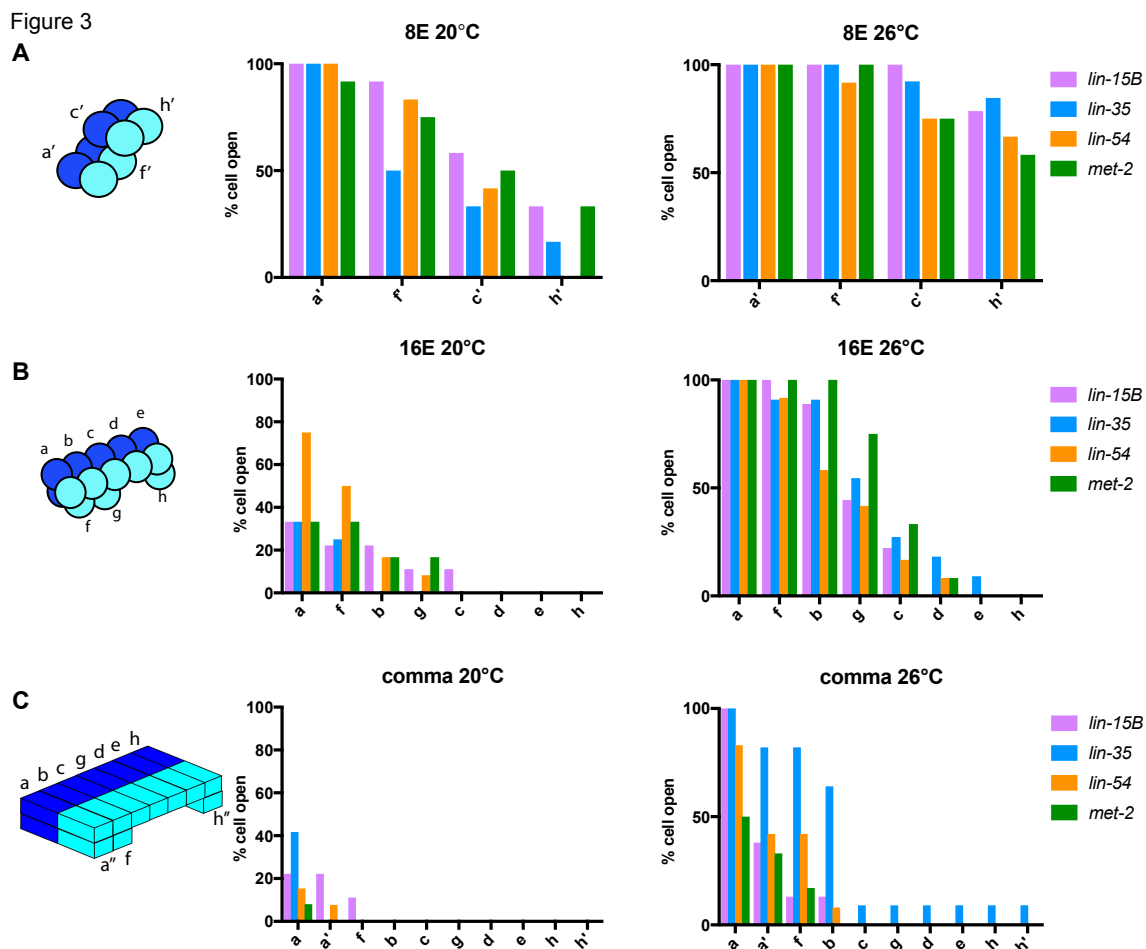 Figure 3
A
c'
h'
a'
f'
8E 20°C
% cell open
100
50
0
a'
f'
c'
h'
8E 26°C
% cell open
100
50
0
a'
f'
c'
h'
lin-15B
lin-35
lin-54
met-2
B
a
b
c
d
e
f
g
h
16E 20°C
% cell open
100
80
60
40
20
0
a
f
b
g
c
d
e
h
16E 26°C
% cell open
100
50
0
a
f
b
g
c
d
e
h
lin-15B
lin-35
lin-54
met-2
C
a b c g d e h
a" f
h"
comma 20°C
% cell open
100
80
60
40
20
0
a
a'
f
b
c
g
d
e
h
h'
comma 26°C
% cell open
100
50
0
a
a'
f
b
c
g
d
e
h
h'
lin-15B
lin-35
lin-54
met-2